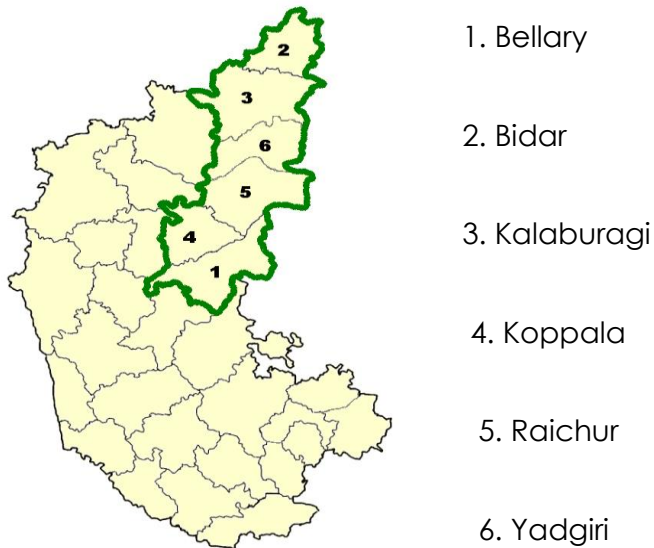 2
3
6
5
4
1
1. Bellary
2. Bidar
3. Kalaburagi
4. Koppala
5. Raichur
6. Yadgiri